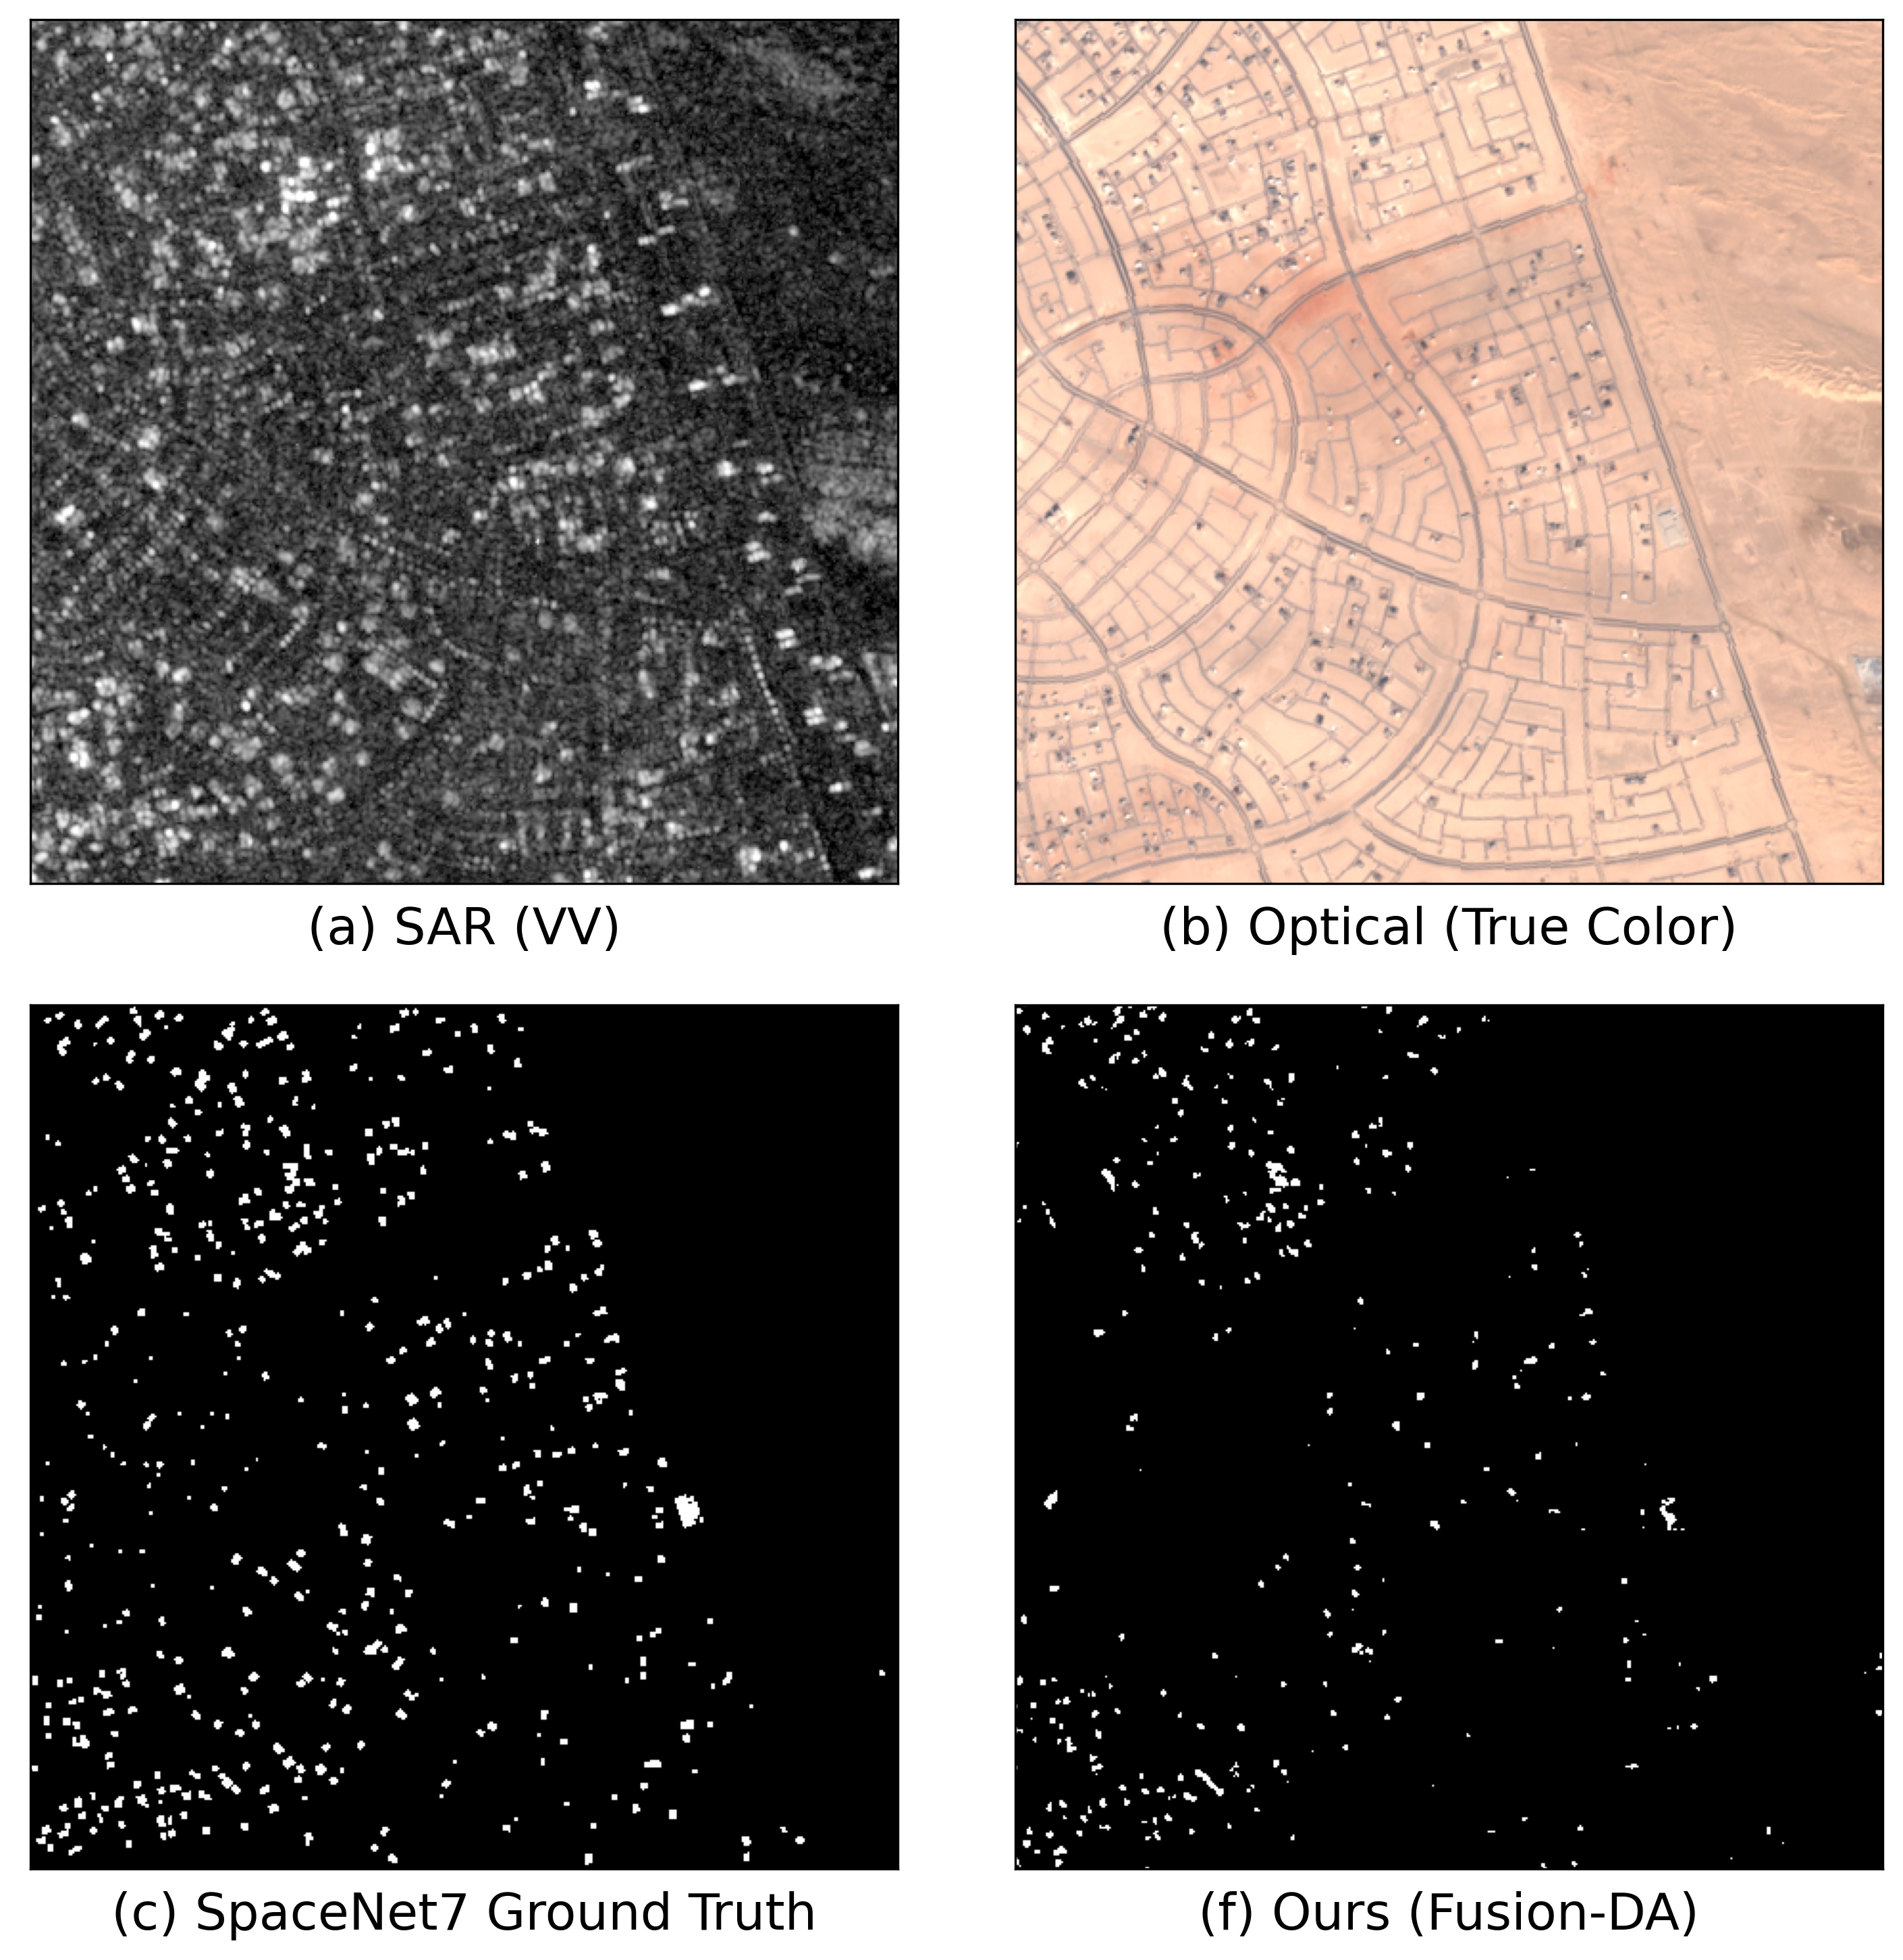 (a) SAR (VV)
(b) Optical (True Color)
(c) SpaceNet7 Ground Truth
(f) Ours (Fusion-DA)